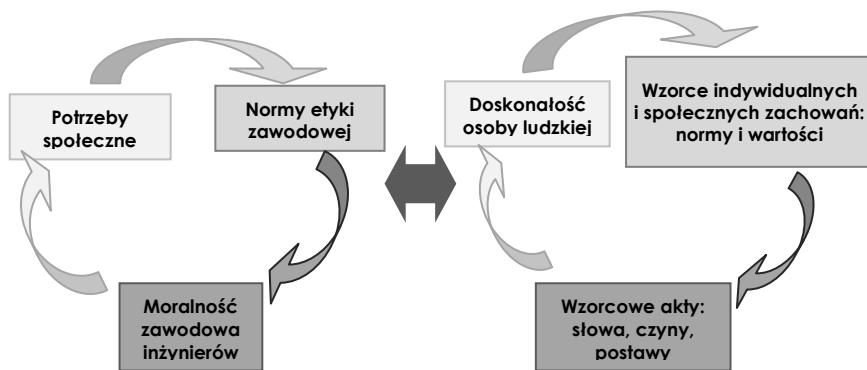 Potrzeby
społeczne
Normy etyki
zawodowej
Moralność
zawodowa
inżynierów
Doskonałość
osoby ludzkiej
Wzorce indywidualnych
i społecznych zachowań:
normy i wartości
Wzorcowe akty:
słowa, czyny,
postawy